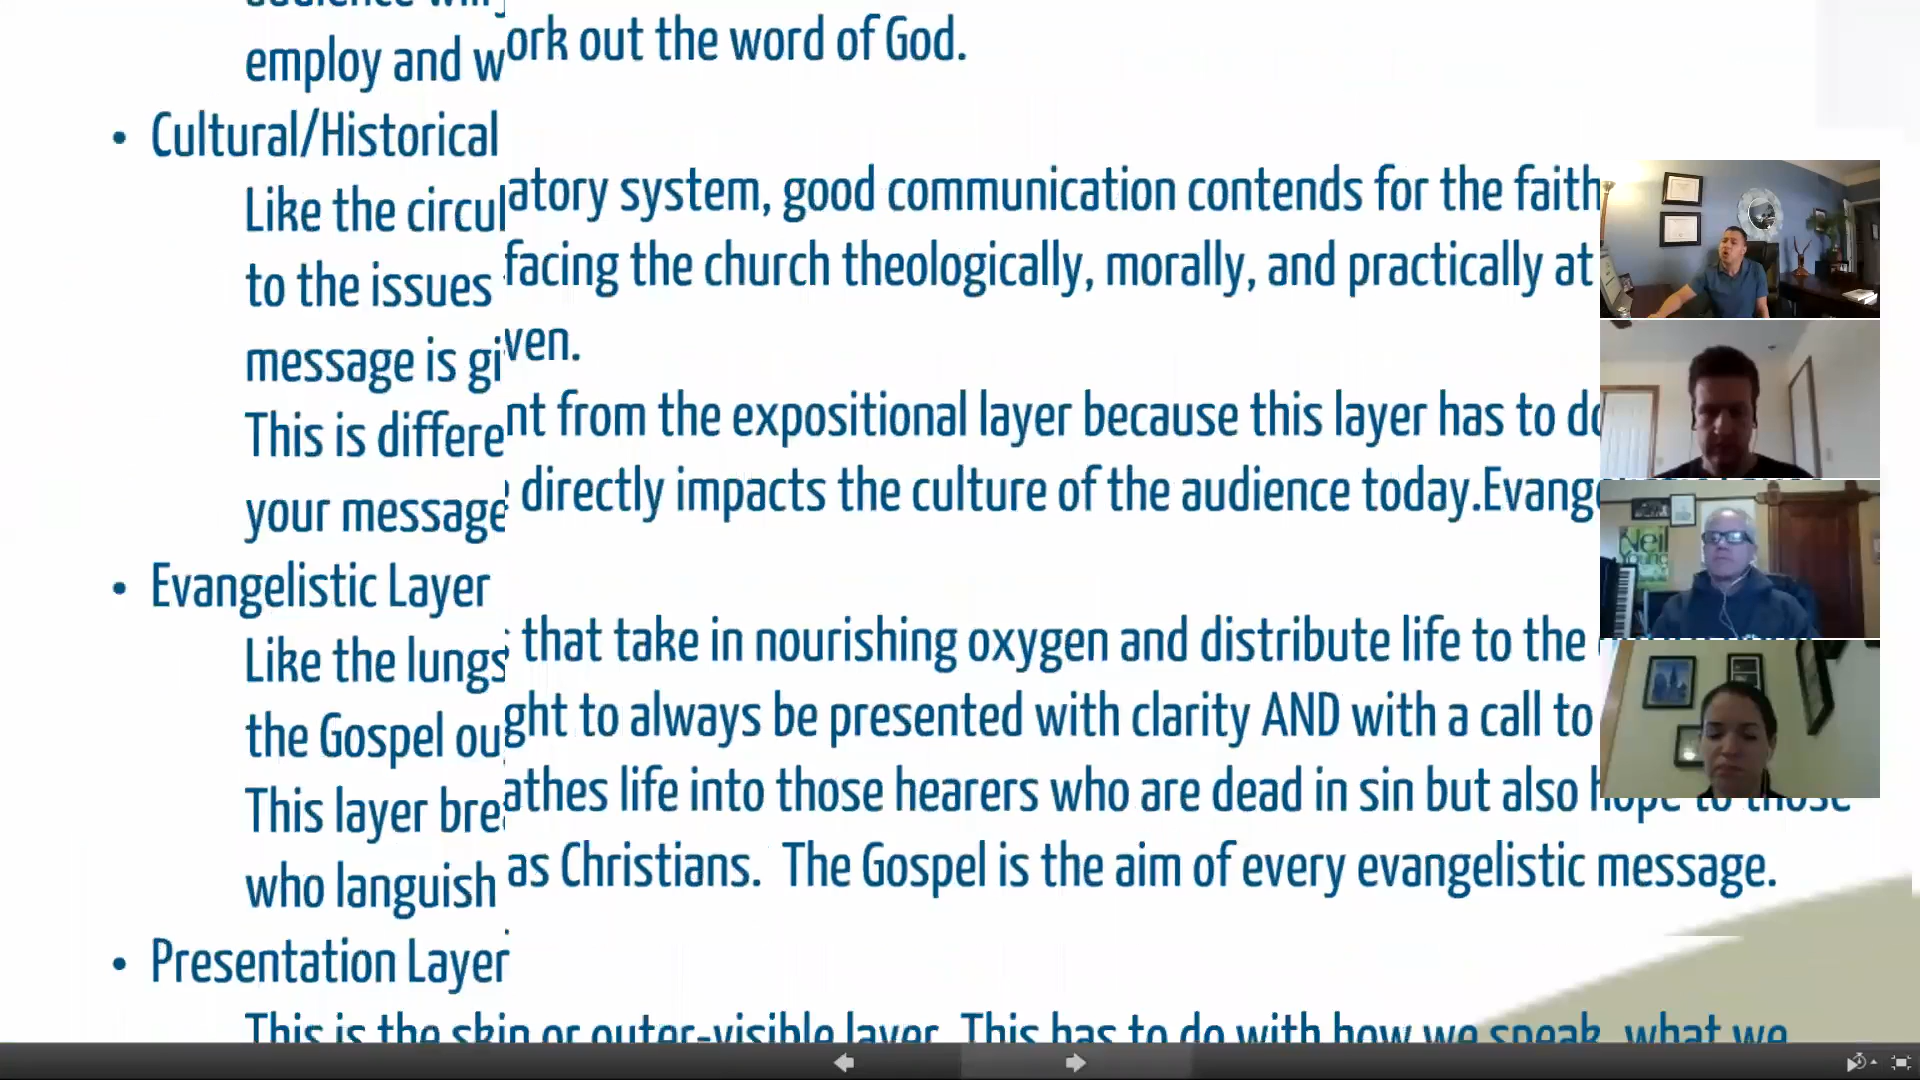 employ and work out the word of God.
• Cultural/Historical
Like the circulatory system, good communication contends for the faith
to the issues facing the church theologically, morally, and practically at
message is given.
This is different from the expositional layer because this layer has to do
your message directly impacts the culture of the audience today.Evange
• Evangelistic Layer
Like the lungs that take in nourishing oxygen and distribute life to the
the Gospel ought to always be presented with clarity AND with a call to
This layer breathes life into those hearers who are dead in sin but also hope to those
who languish as Christians. The Gospel is the aim of every evangelistic message.
• Presentation Layer
This is the skin or outer-visible layer. This has to do with how we speak, what we
Neil
Young